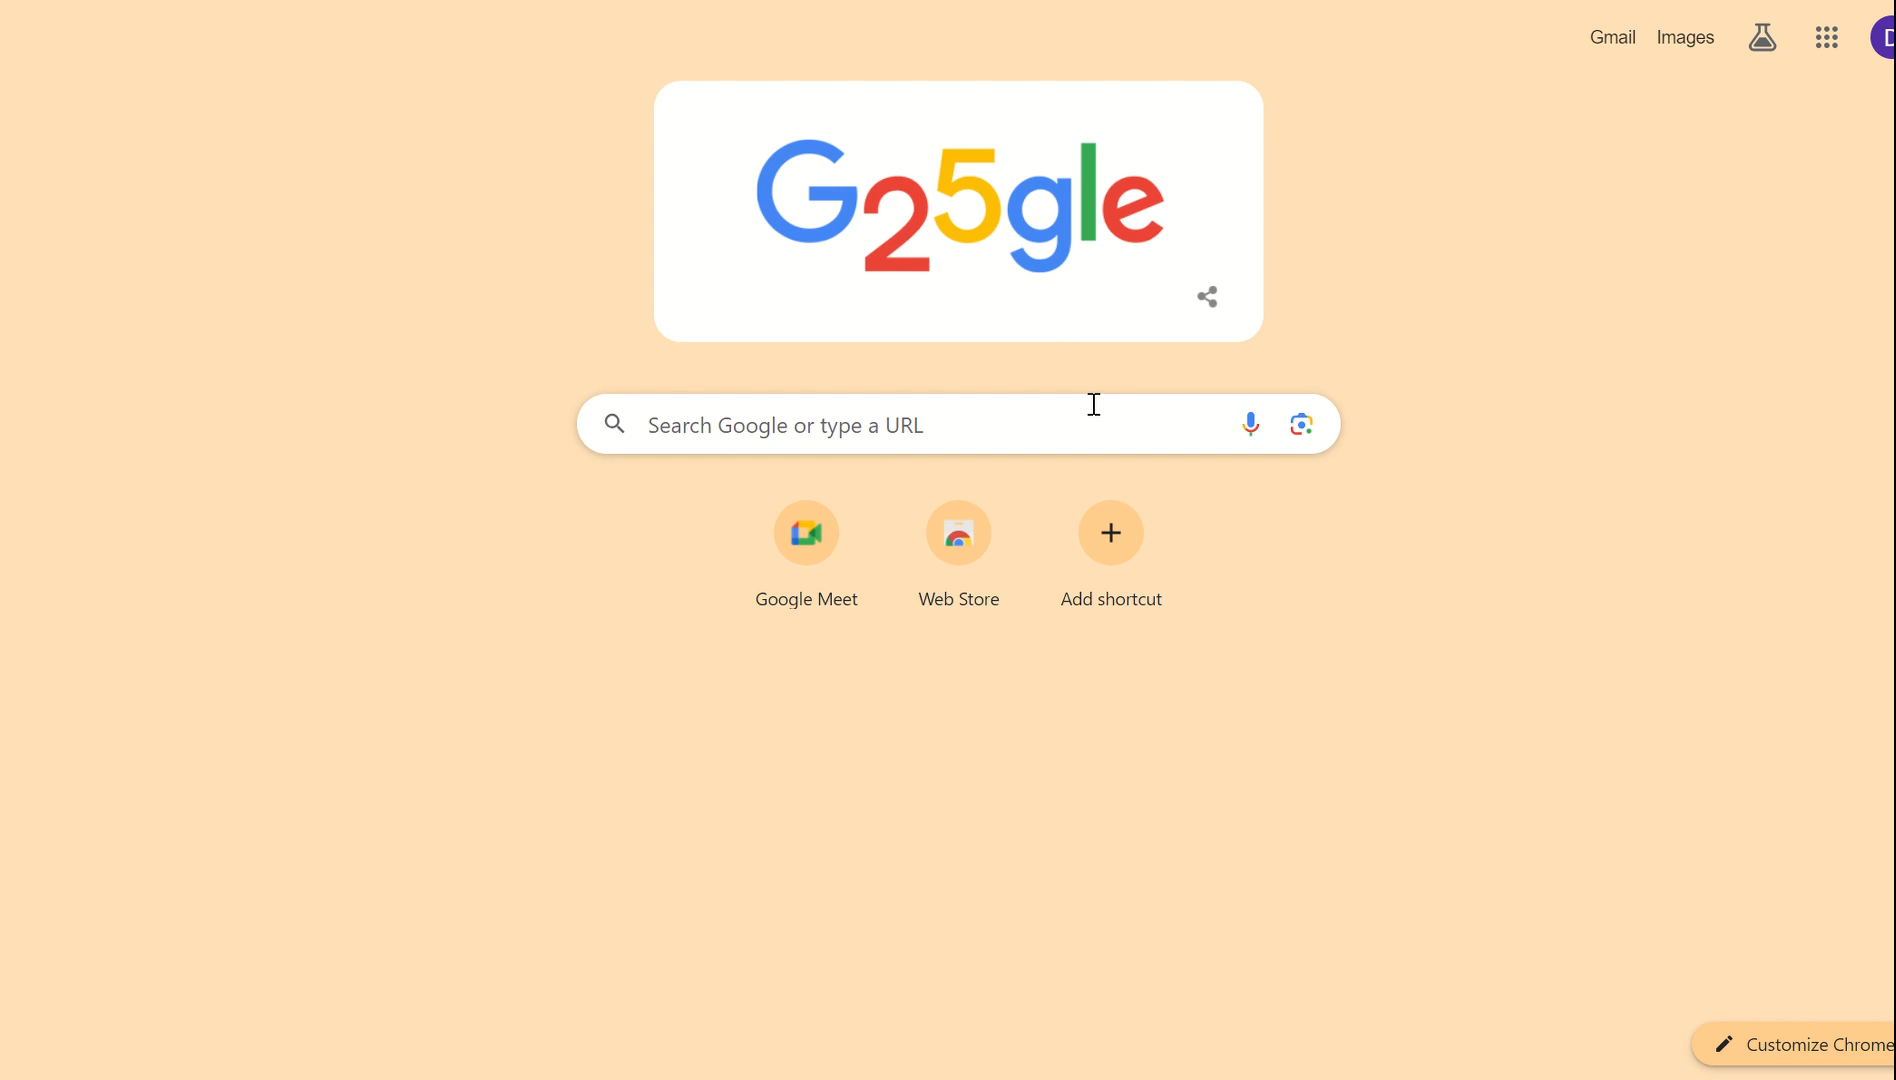 Gmail Images
G25gle
Search Google or type a URL
Google Meet Web Store Add shortcut
Customize Chrome